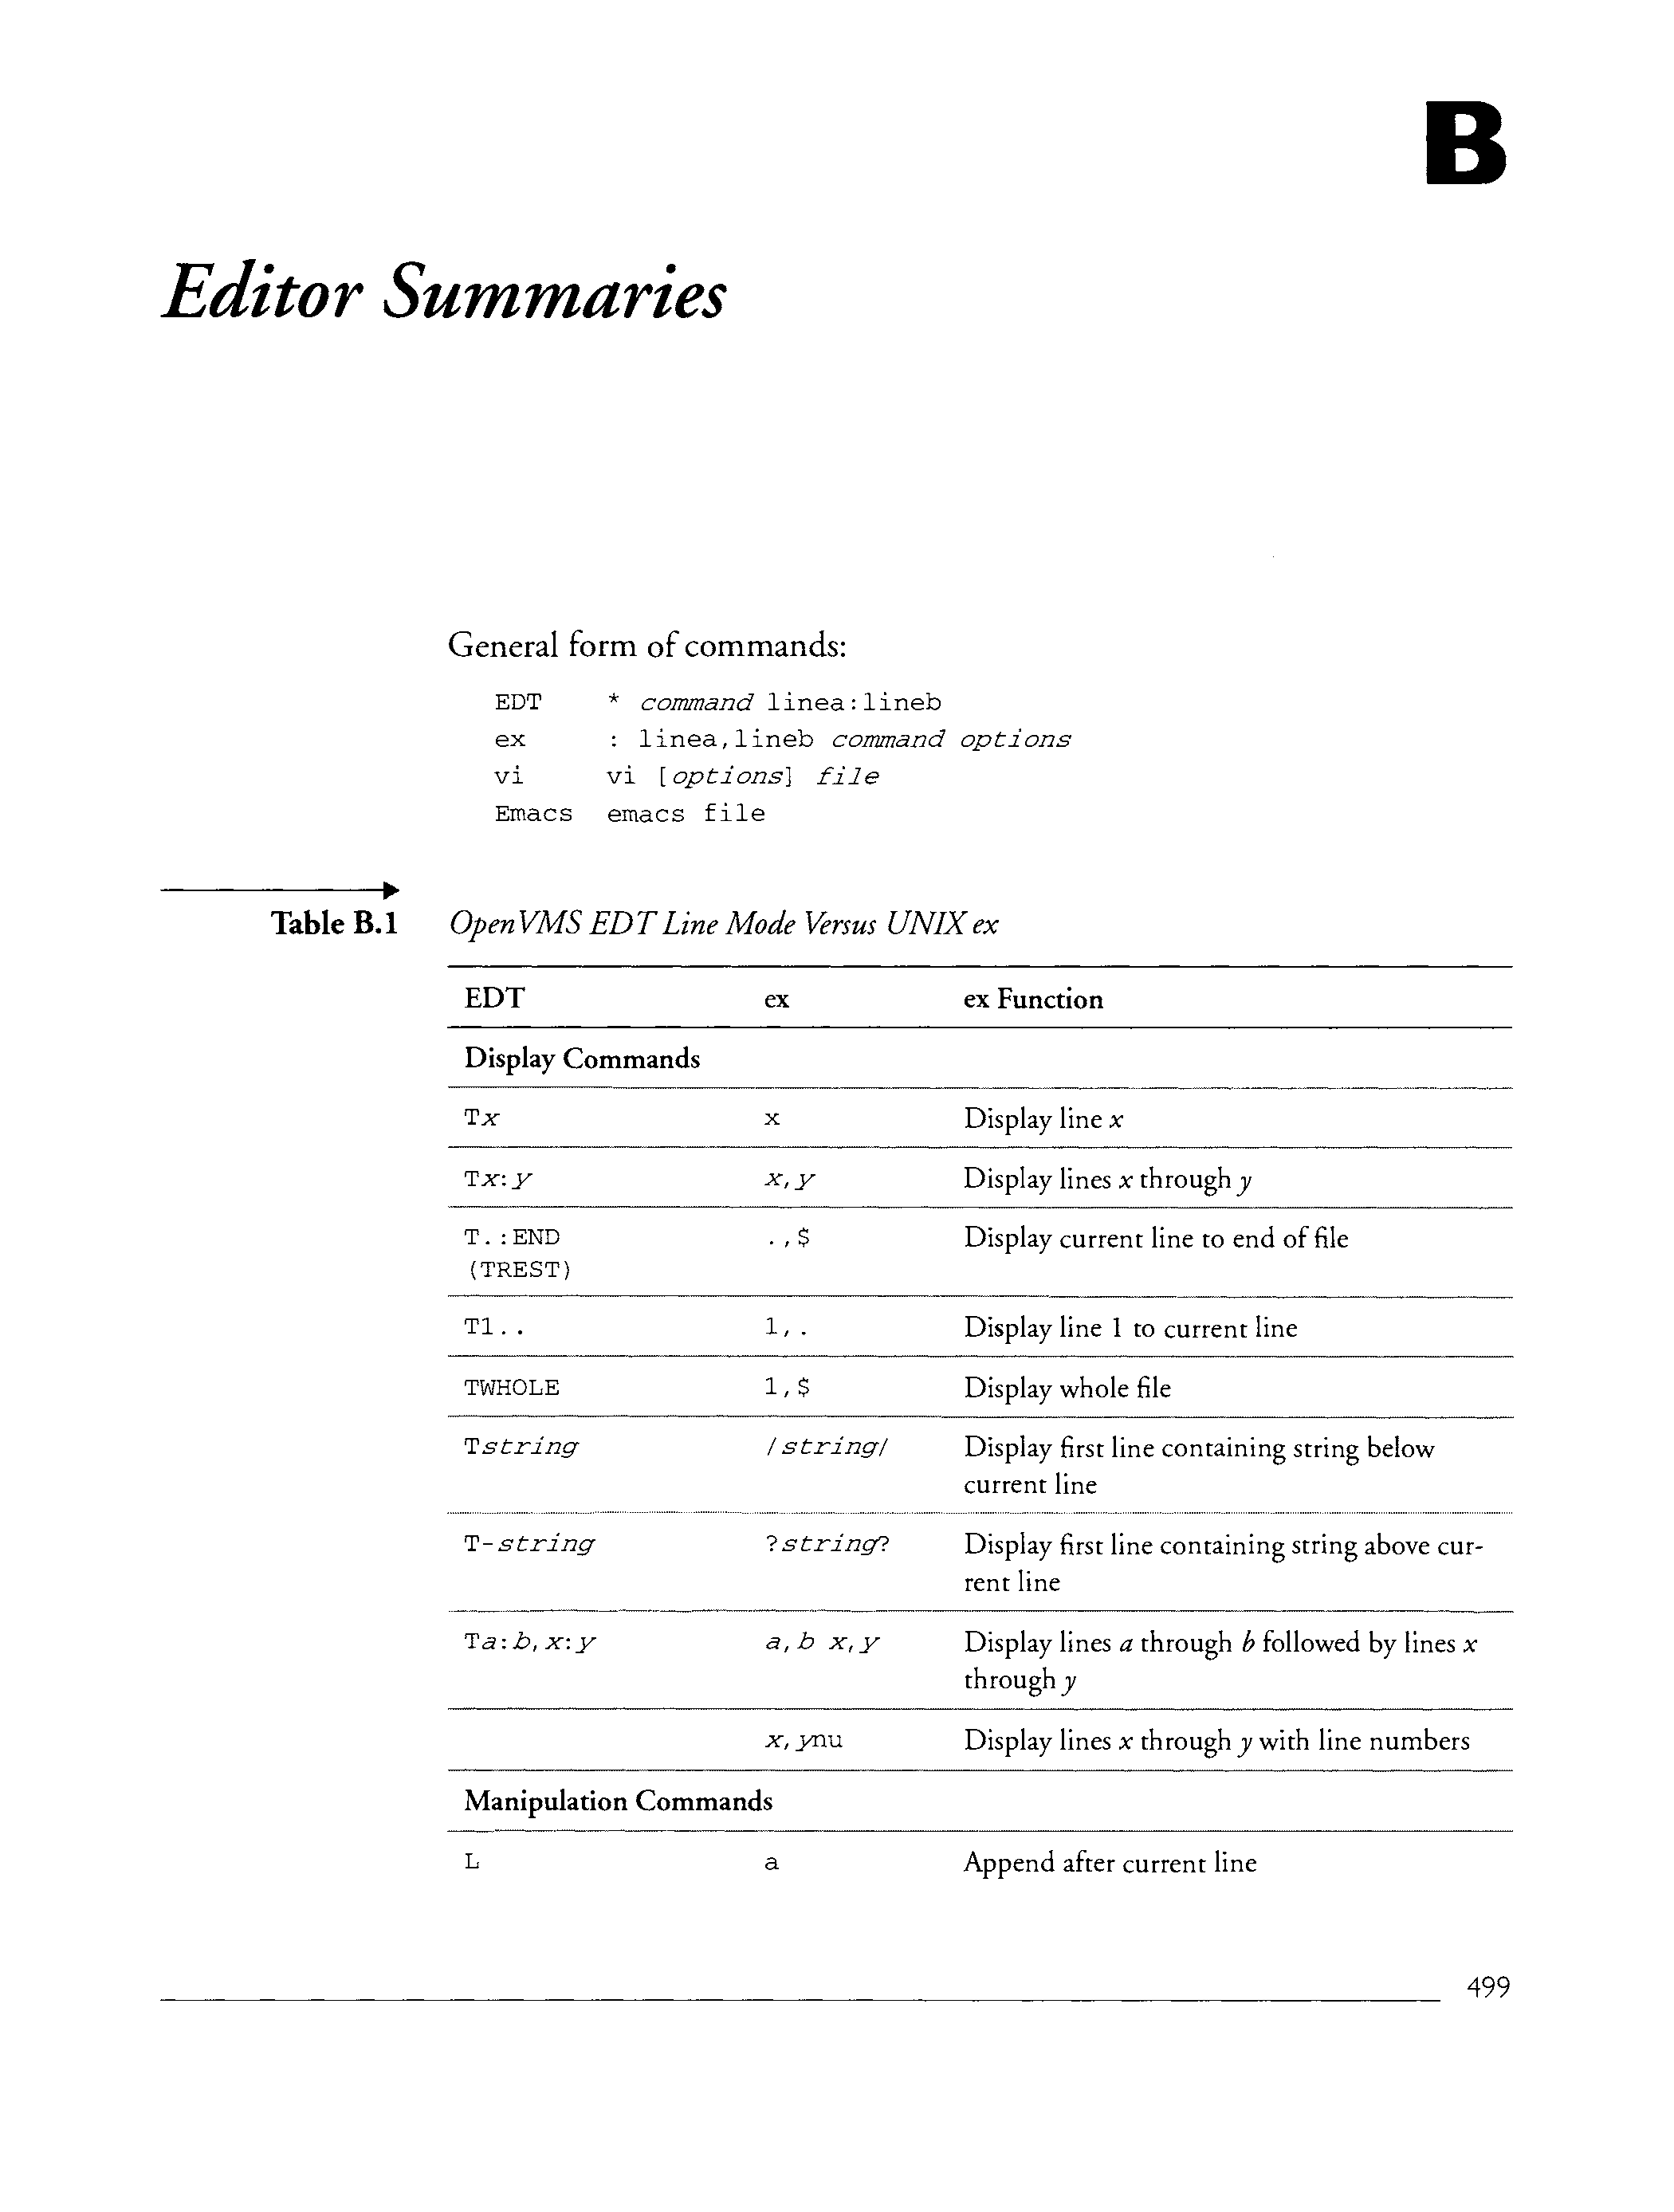 B
Editor Summaries
General form of commands:
EDT * command linea:lineb
ex : linea,lineb command options
vi vi [options] file
Emacs emacs file
Table B.1 OpenVMS EDT Line Mode Versus UNIX ex
EDT ex ex Function
Display Commands
Tx x Display line x
Tx:y x,y Display lines x through y
T.:END .,$ Display current line to end of file
(TREST)
T1.. 1,. Display line 1 to current line
TWHOLE 1,$ Display whole file
Tstring /string/ Display first line containing string below
current line
T-string ?string? Display first line containing string above cur-
rent line
Ta:b,x:y a,b x,y Display lines a through b followed by lines x
through y
x,ynu Display lines x through y with line numbers
Manipulation Commands
L a Append after current line
499